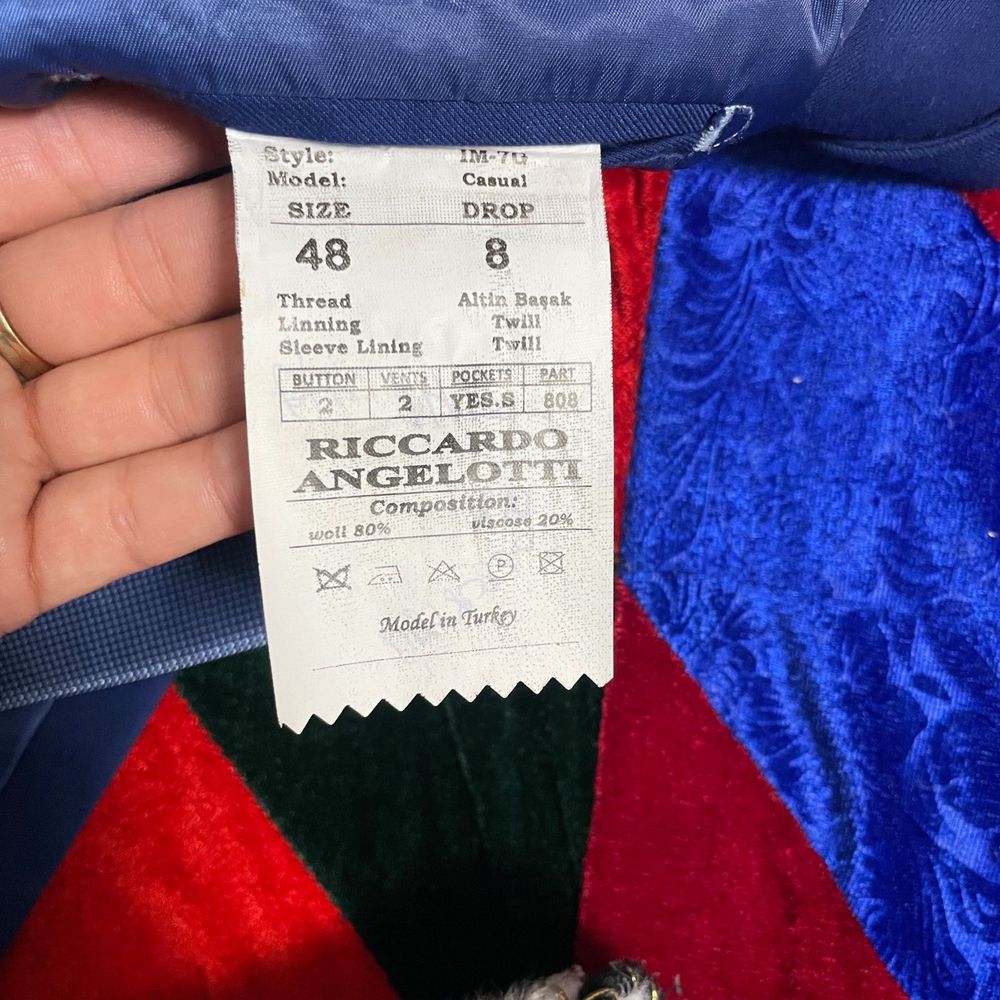 Style: IM-7G
Model: Casual
SIZE DROP
48 8
Thread Altin Başak
Linning Twill
Sleeve Lining Twill
BUTTON VENTS POCKETS PART
2 2 YES.S 808
RICCARDO
ANGELOTTI
Composition:
woll 80% viscose 20%
P
Model in Turkey